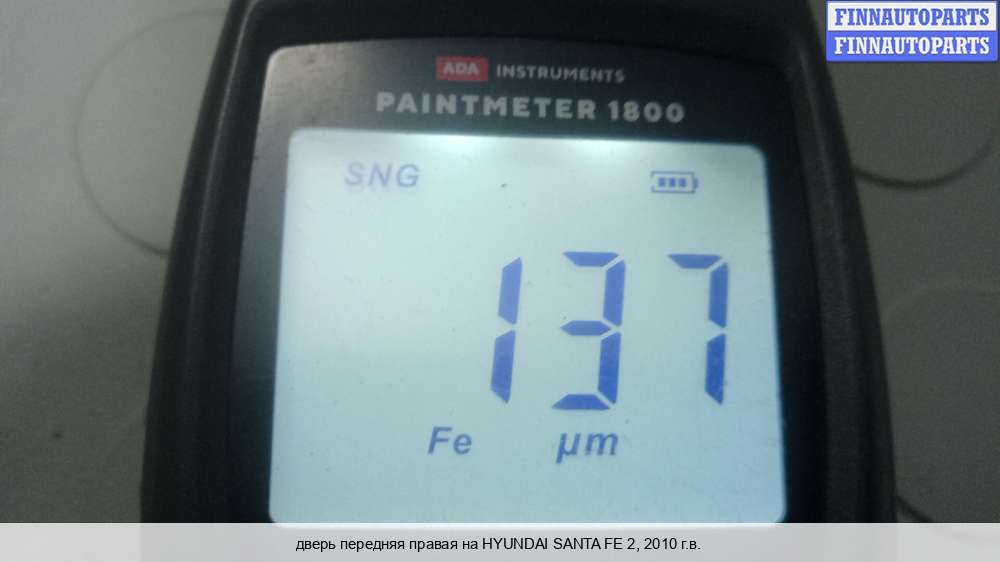 FINNAUTOPARTS
FINNAUTOPARTS
ADA INSTRUMENTS
PAINTMETER 1800
SNG
137
Fe µm
дверь передняя правая на HYUNDAI SANTA FE 2, 2010 г.в.